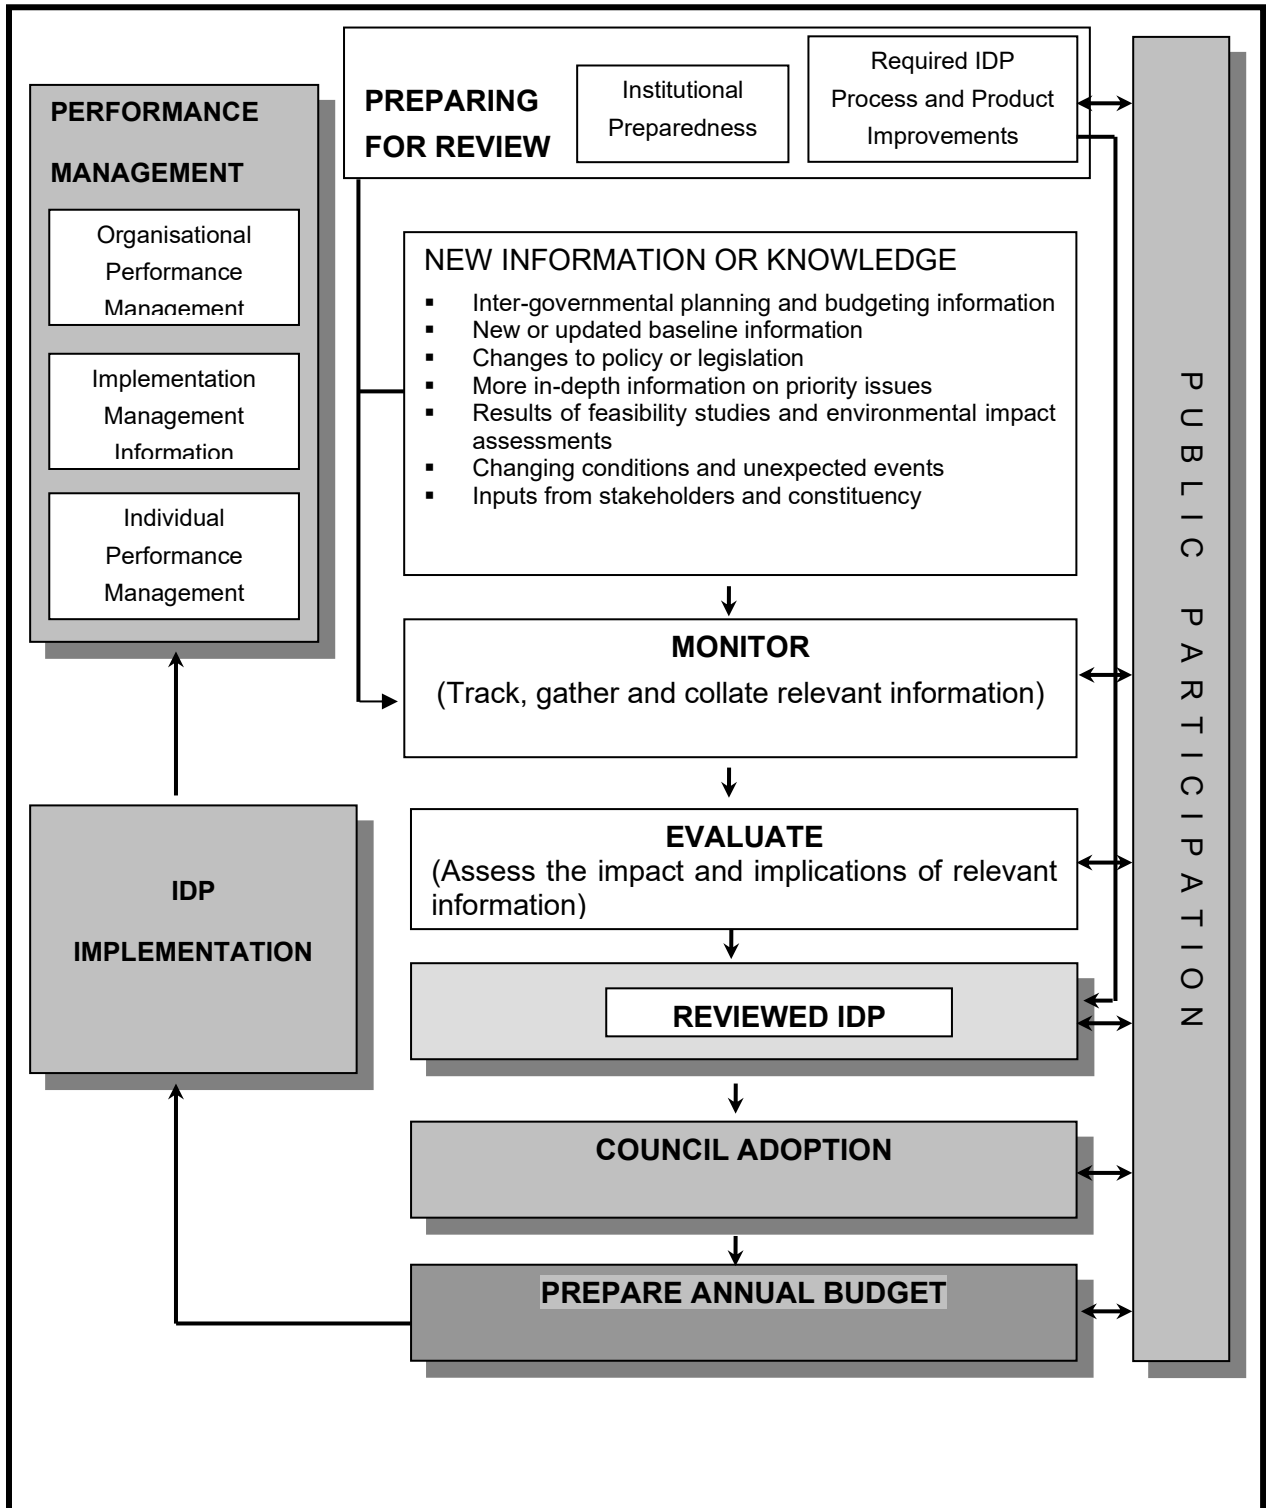 PREPARING
FOR REVIEW
Institutional
Preparedness
Required IDP
Process and Product
Improvements
PERFORMANCE
MANAGEMENT
Organisational
Performance
Management
Implementation
Management
Information
Individual
Performance
Management
NEW INFORMATION OR KNOWLEDGE
▪ Inter-governmental planning and budgeting information
▪ New or updated baseline information
▪ Changes to policy or legislation
▪ More in-depth information on priority issues
▪ Results of feasibility studies and environmental impact
assessments
▪ Changing conditions and unexpected events
▪ Inputs from stakeholders and constituency
MONITOR
(Track, gather and collate relevant information)
EVALUATE
(Assess the impact and implications of relevant
information)
IDP
IMPLEMENTATION
REVIEWED IDP
COUNCIL ADOPTION
PREPARE ANNUAL BUDGET
PUBLIC PARTICIPATION